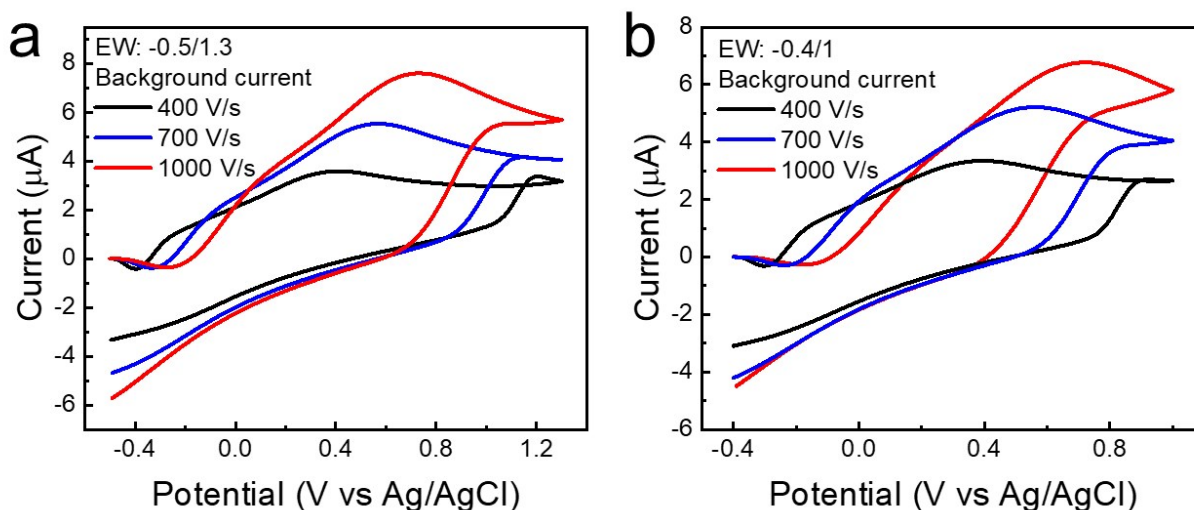 a
EW: -0.5/1.3
Background current
400 V/s
700 V/s
1000 V/s
8
6
4
2
0
-2
-4
-6
Current (μA)
-0.4 0.0 0.4 0.8 1.2
Potential (V vs Ag/AgCl)
b
EW: -0.4/1
Background current
400 V/s
700 V/s
1000 V/s
8
6
4
2
0
-2
-4
-6
Current (μA)
-0.4 0.0 0.4 0.8
Potential (V vs Ag/AgCl)